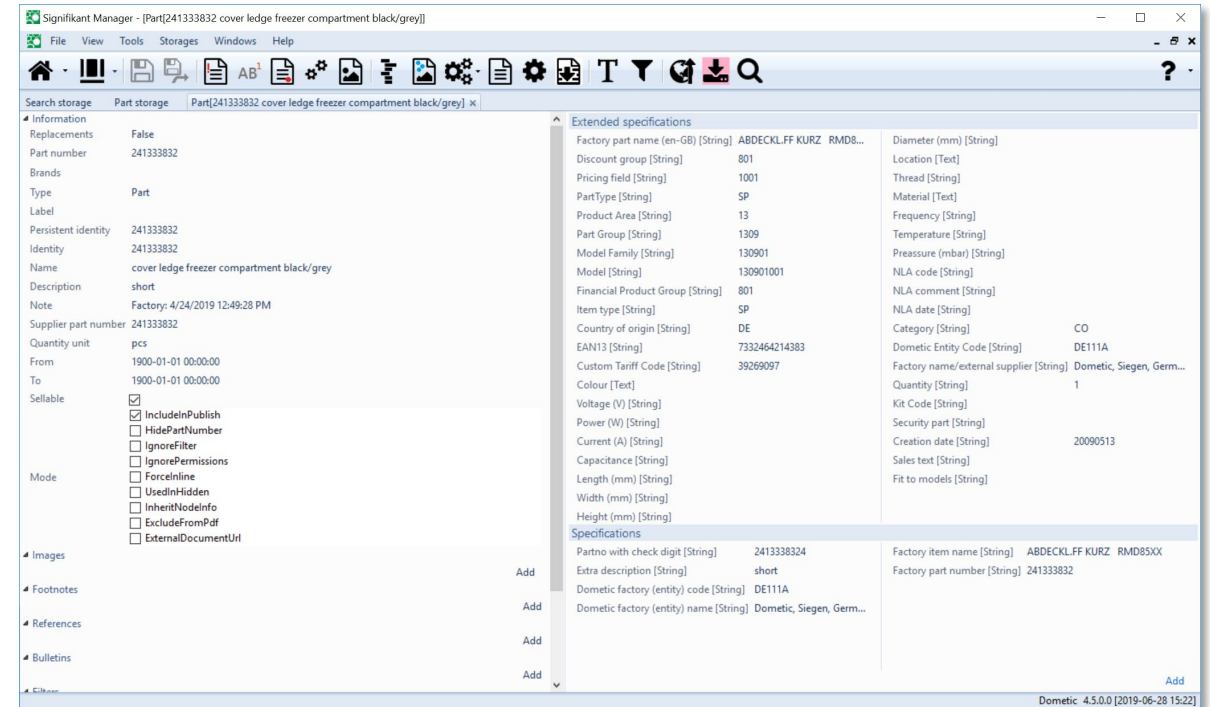 Signifikant Manager - [Part[241333832 cover ledge freezer compartment black/grey]]
File View Tools Storages Windows Help
AB1 T ?
Search storage Part storage Part[241333832 cover ledge freezer compartment black/grey] ×
Information
Replacements False
Part number 241333832
Brands
Type Part
Label
Persistent identity 241333832
Identity 241333832
Name cover ledge freezer compartment black/grey
Description short
Note Factory: 4/24/2019 12:49:28 PM
Supplier part number 241333832
Quantity unit pcs
From 1900-01-01 00:00:00
To 1900-01-01 00:00:00
Sellable
IncludeInPublish
HidePartNumber
IgnoreFilter
IgnorePermissions
Mode ForceInline
UsedInHidden
InheritNodeInfo
ExcludeFromPdf
ExternalDocumentUrl
Images
Add
Footnotes
Add
References
Add
Bulletins
Add
Filters
Extended specifications
Factory part name (en-GB) [String] ABDECKL.FF KURZ RMD8...
Discount group [String] 801
Pricing field [String] 1001
PartType [String] SP
Product Area [String] 13
Part Group [String] 1309
Model Family [String] 130901
Model [String] 130901001
Financial Product Group [String] 801
Item type [String] SP
Country of origin [String] DE
EAN13 [String] 7332464214383
Custom Tariff Code [String] 39269097
Colour [Text]
Voltage (V) [String]
Power (W) [String]
Current (A) [String]
Capacitance [String]
Length (mm) [String]
Width (mm) [String]
Height (mm) [String]
Diameter (mm) [String]
Location [Text]
Thread [String]
Material [Text]
Frequency [String]
Temperature [String]
Preassure (mbar) [String]
NLA code [String]
NLA comment [String]
NLA date [String]
Category [String] CO
Dometic Entity Code [String] DE111A
Factory name/external supplier [String] Dometic, Siegen, Germ...
Quantity [String] 1
Kit Code [String]
Security part [String]
Creation date [String] 20090513
Sales text [String]
Fit to models [String]
Specifications
Partno with check digit [String] 2413338324
Extra description [String] short
Dometic factory (entity) code [String] DE111A
Dometic factory (entity) name [String] Dometic, Siegen, Germ...
Factory item name [String] ABDECKL.FF KURZ RMD85XX
Factory part number [String] 241333832
Add
Dometic 4.5.0.0 [2019-06-28 15:22]